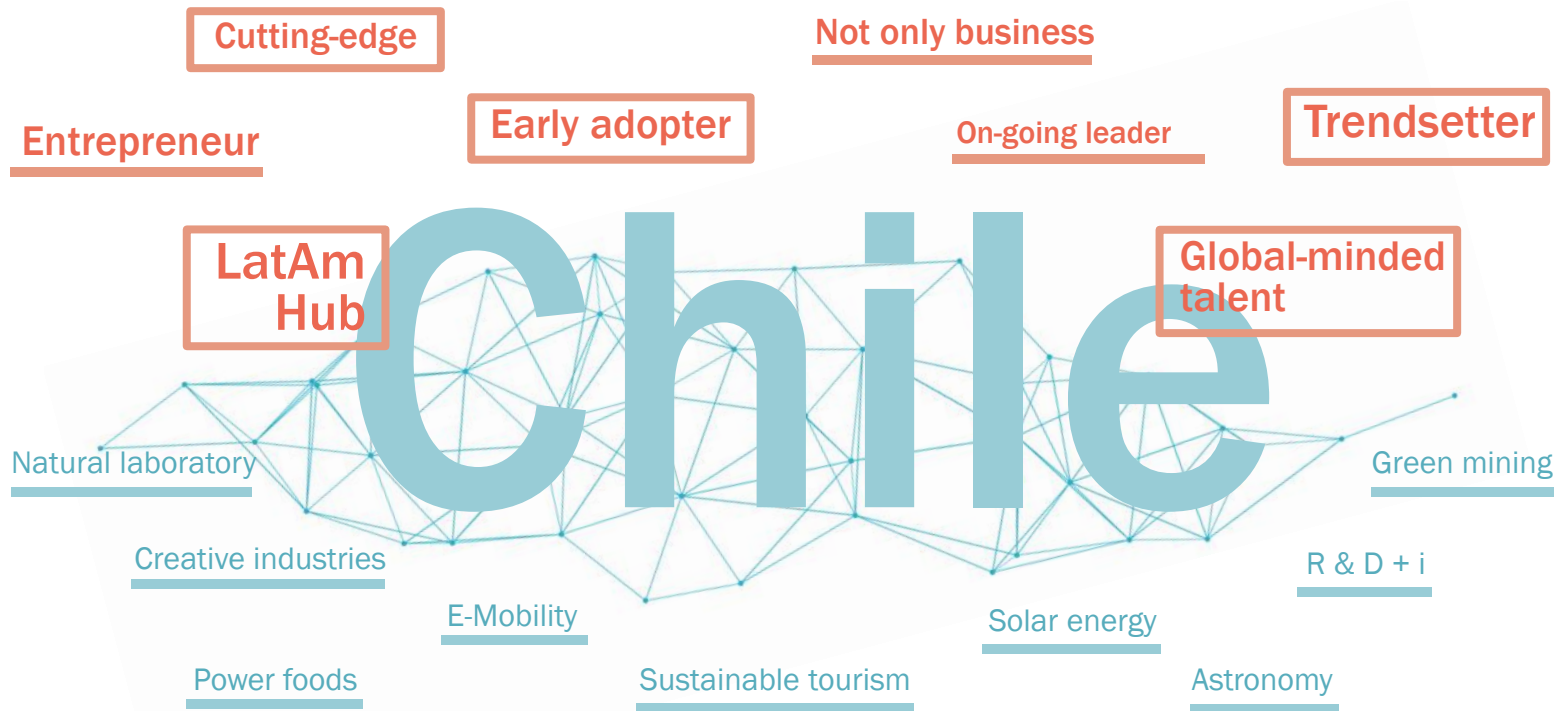 Cutting-edge
Not only business
Entrepreneur
Early adopter
On-going leader
Trendsetter
LatAm
Hub
Chile
Global-minded
talent
Natural laboratory
Green mining
Creative industries
R & D + i
E-Mobility
Solar energy
Power foods
Sustainable tourism
Astronomy